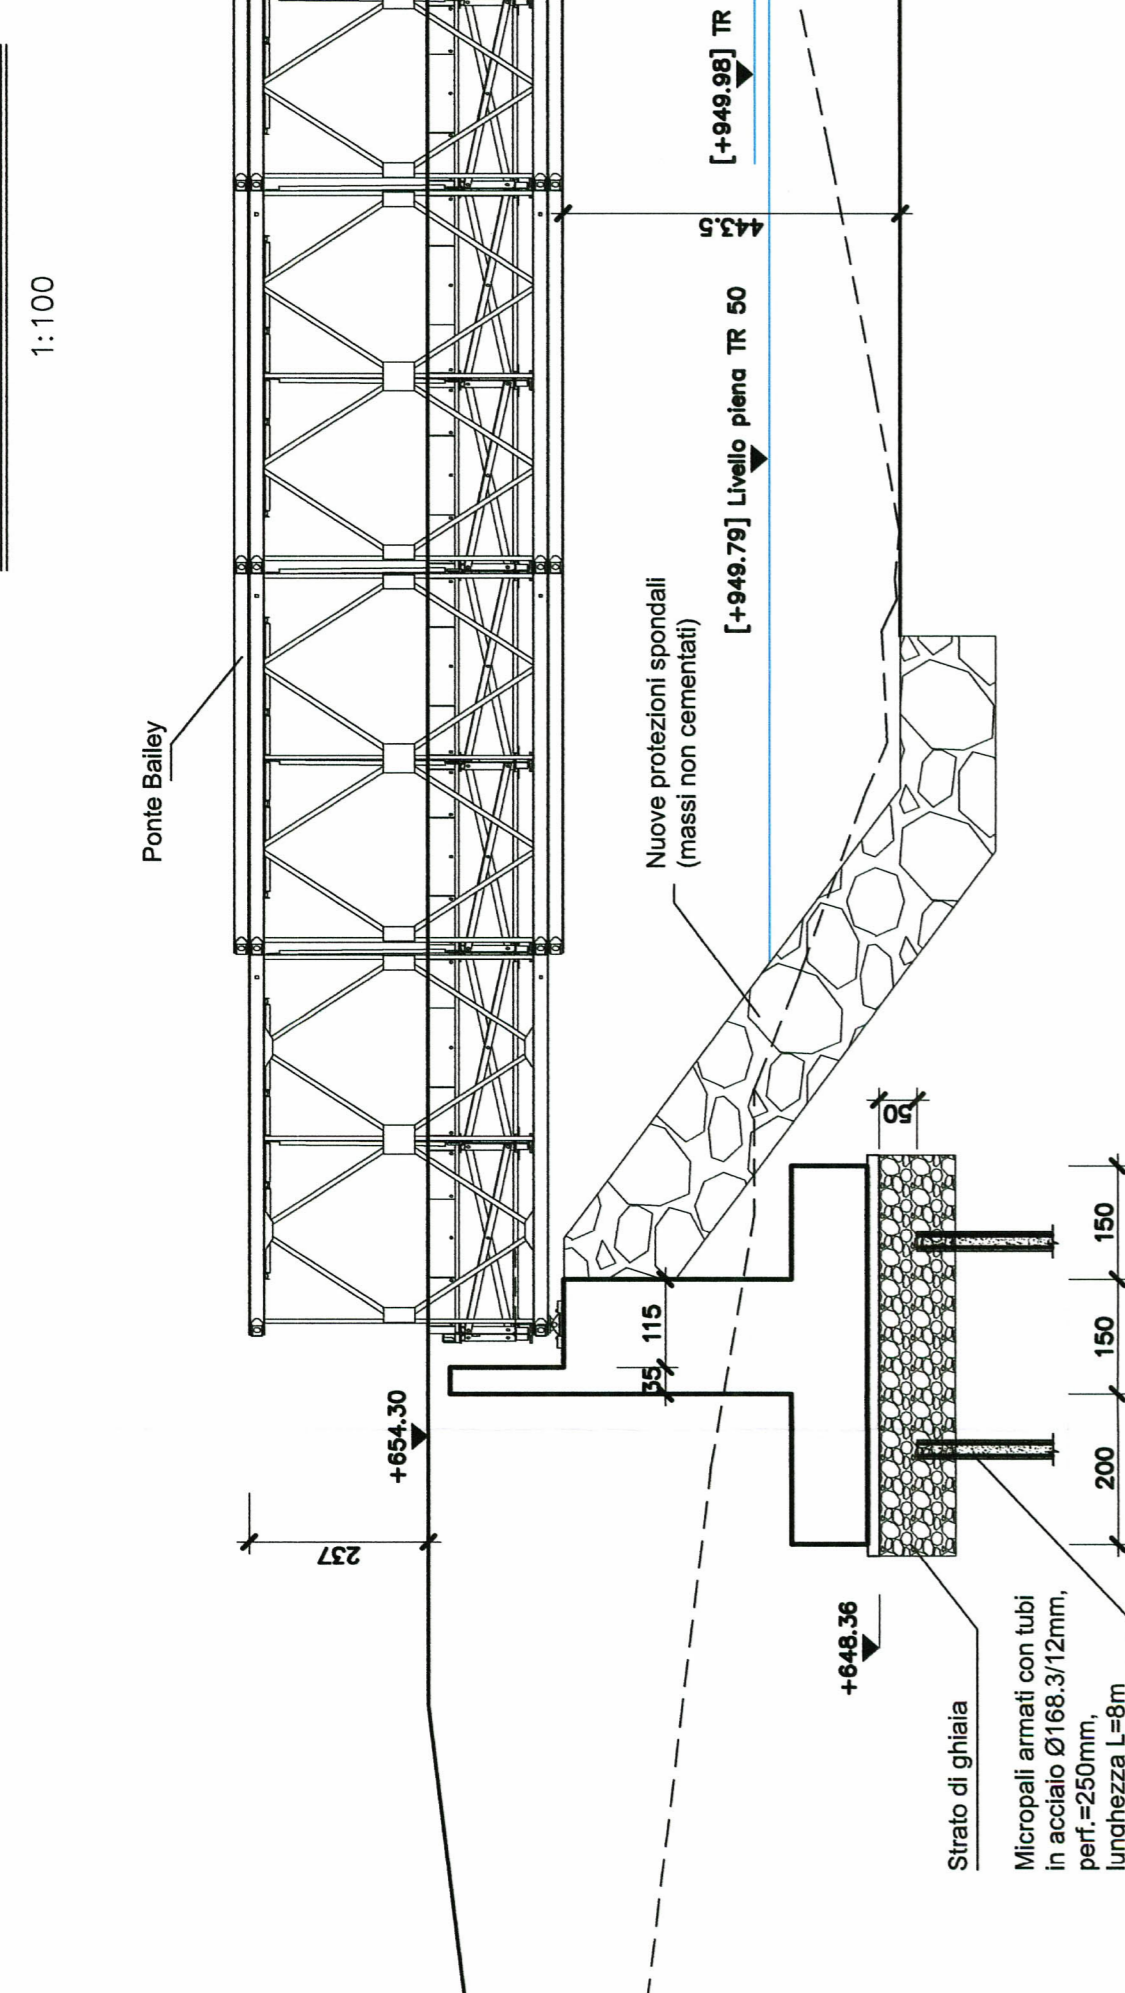 1:100
Ponte Bailey
237
+654.30
Nuove protezioni spondali
(massi non cementati)
[+949.79] Livello piena TR 50
[+949.98] TR
443.5
35
115
50
+648.36
Strato di ghiaia
Micropali armati con tubi
in acciaio Ø168.3/12mm,
perf.=250mm,
lunghezza L=8m
200
150
150